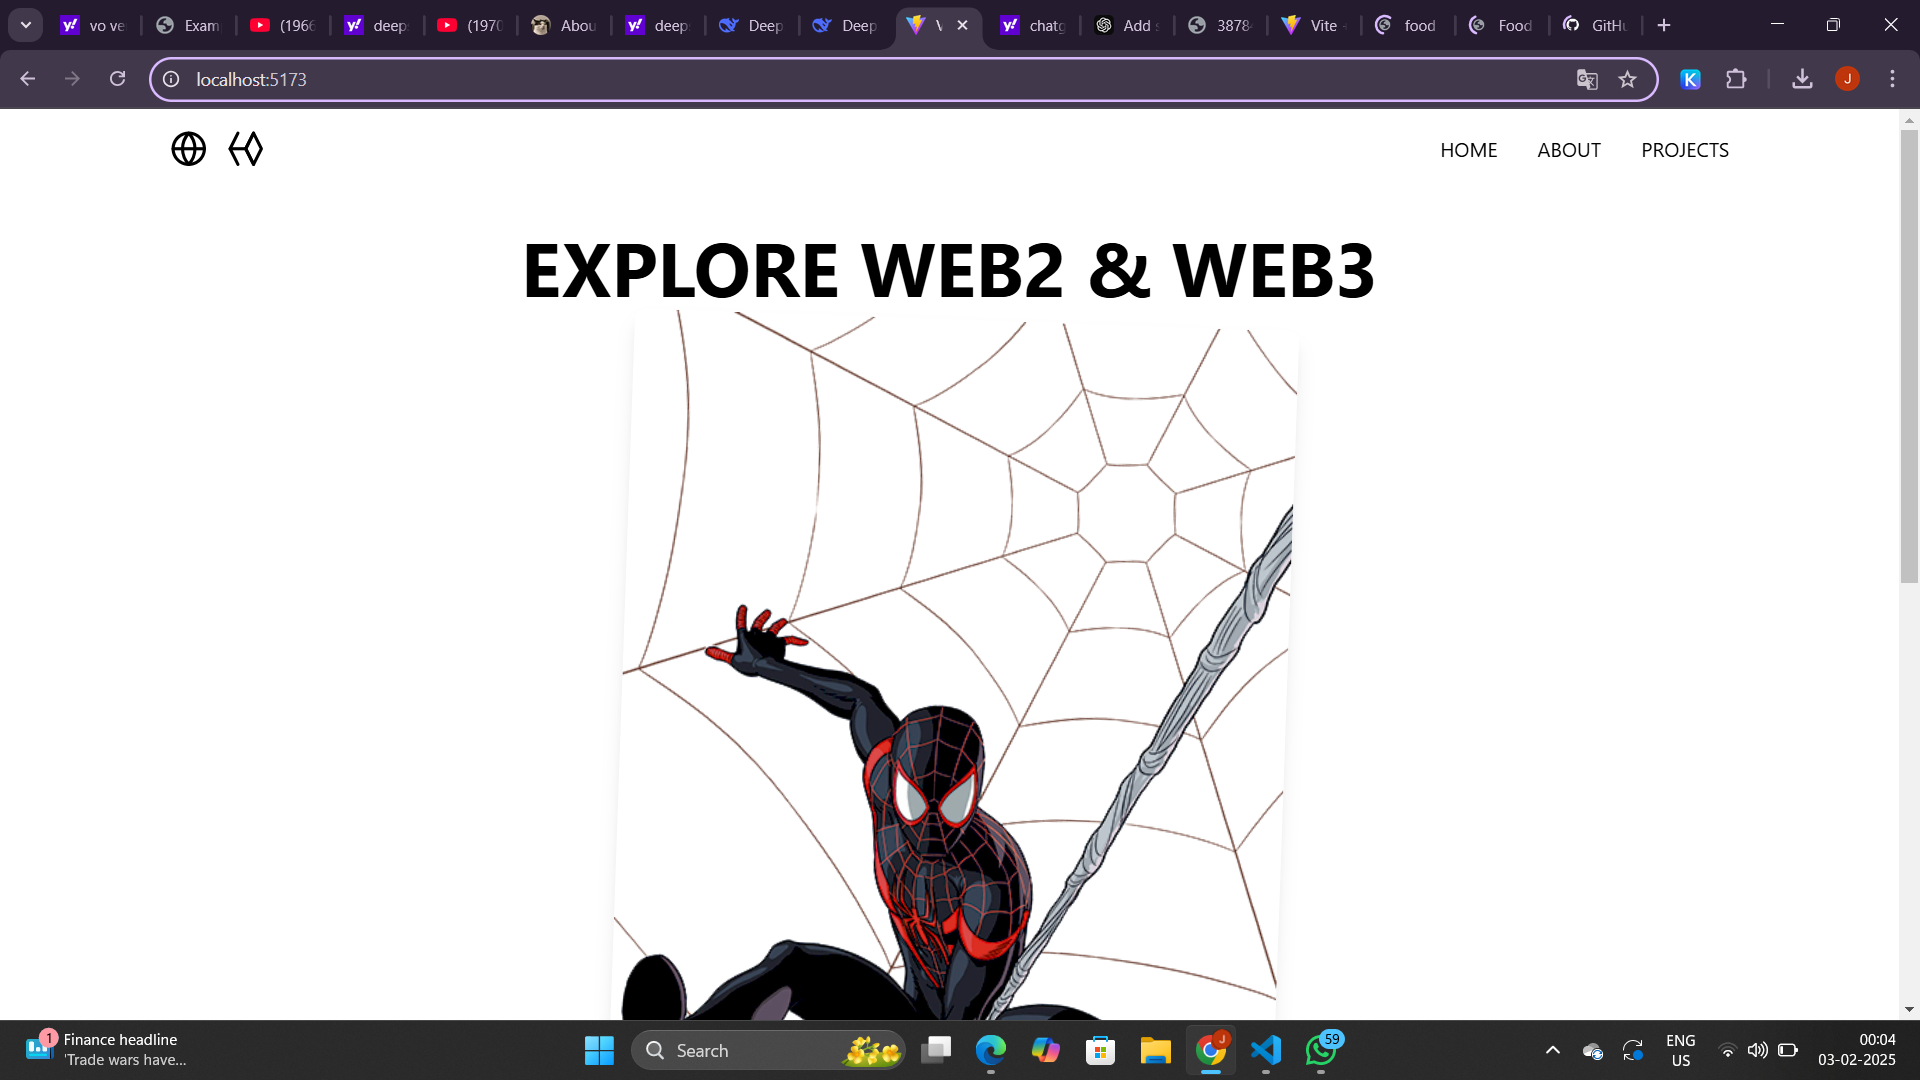 vo ve
Exam
(1966
deep
(1970
Abou
deep
Deep
Deep
V
chatg
Add s
3878
Vite
food
Food
GitHu
localhost:5173
K
J
HOME
ABOUT
PROJECTS
EXPLORE WEB2 & WEB3
1
Finance headline
'Trade wars have...
Search
J
59
ENG
US
00:04
03-02-2025